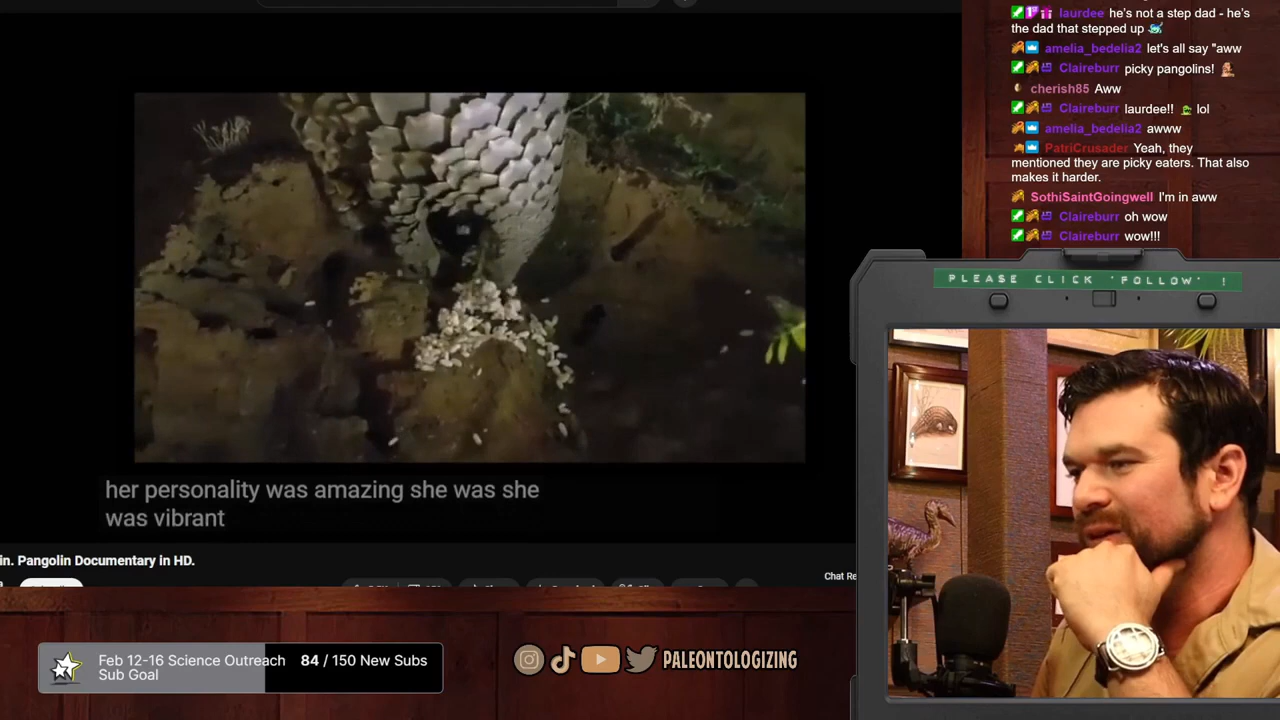 laurdee he's not a step dad - he's
the dad that stepped up
amelia_bedelia2 let's all say "aww
Claireburr picky pangolins!
cherish85 Aww
Claireburr laurdee!! lol
amelia_bedelia2 awww
PatriCrusader Yeah, they
mentioned they are picky eaters. That also
makes it harder.
SothiSaintGoingwell I'm in aww
Claireburr oh wow
Claireburr wow!!!
PLEASE CLICK 'FOLLOW' !
her personality was amazing she was she
was vibrant
in. Pangolin Documentary in HD.
Chat Re
Feb 12-16 Science Outreach 84 / 150 New Subs
Sub Goal
PALEONTOLOGIZING